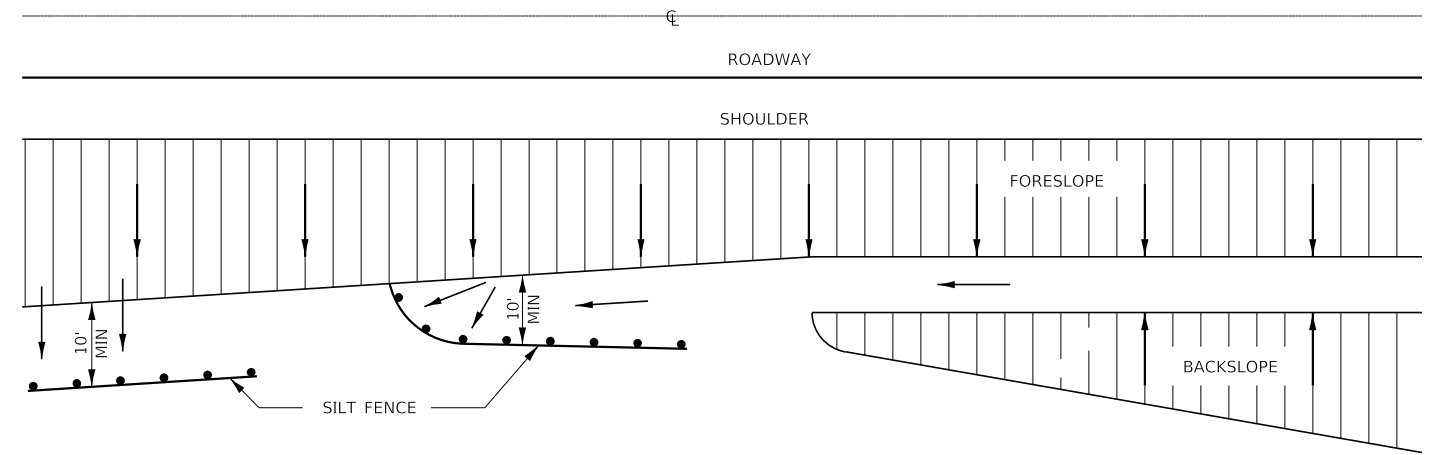 ℄
ROADWAY
SHOULDER
FORESLOPE
10'
MIN
10'
MIN
BACKSLOPE
SILT FENCE